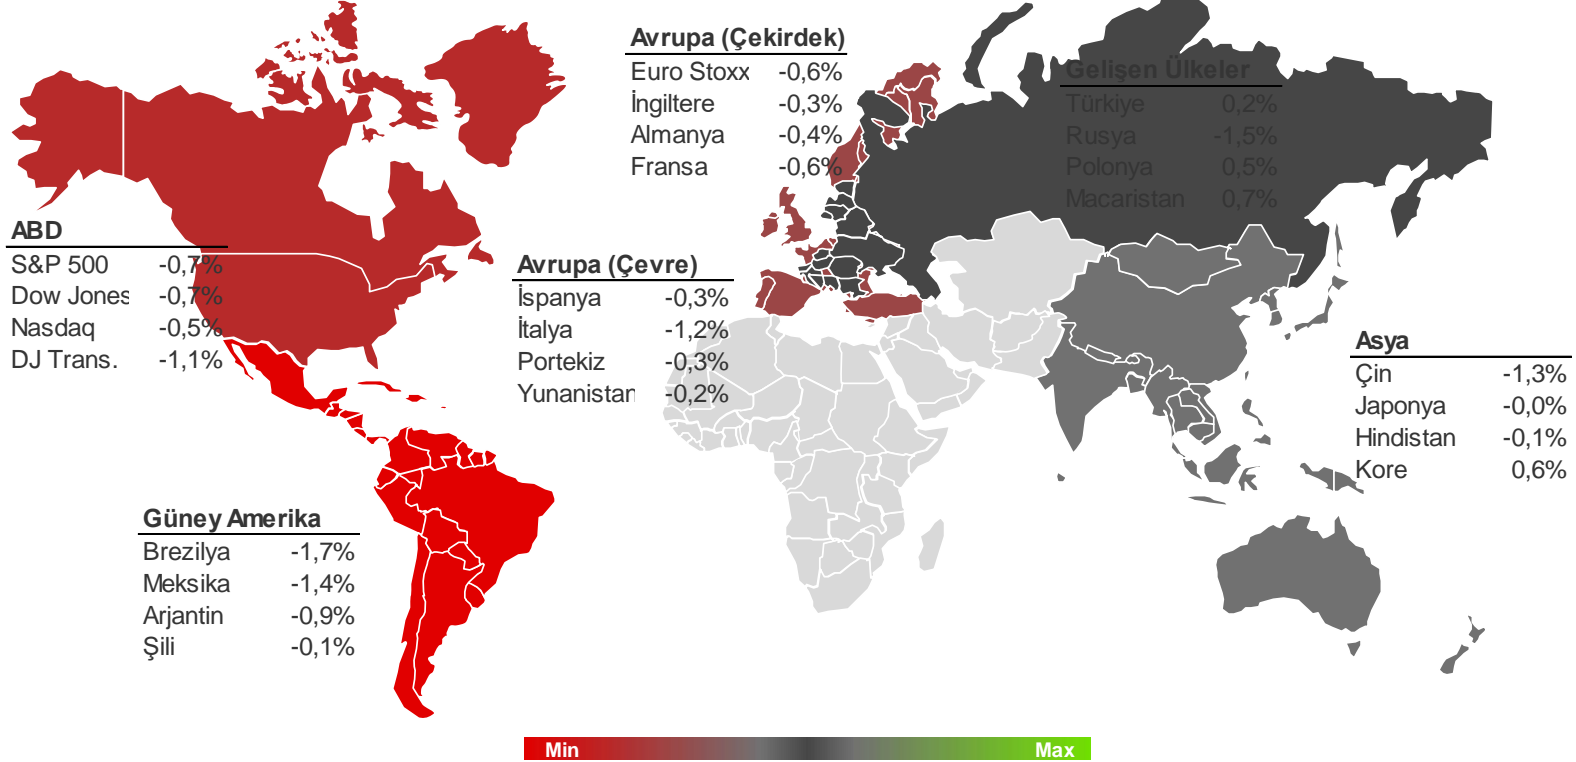 Avrupa (Çekirdek)
Euro Stoxx -0,6%
İngiltere -0,3%
Almanya -0,4%
Fransa -0,6%
Gelişen Ülkeler
Türkiye 0,2%
Rusya -1,5%
Polonya 0,5%
Macaristan 0,7%
ABD
S&P 500 -0,7%
Dow Jones -0,7%
Nasdaq -0,5%
DJ Trans. -1,1%
Avrupa (Çevre)
İspanya -0,3%
İtalya -1,2%
Portekiz -0,3%
Yunanistan -0,2%
Asya
Çin -1,3%
Japonya -0,0%
Hindistan -0,1%
Kore 0,6%
Güney Amerika
Brezilya -1,7%
Meksika -1,4%
Arjantin -0,9%
Şili -0,1%
Min Max